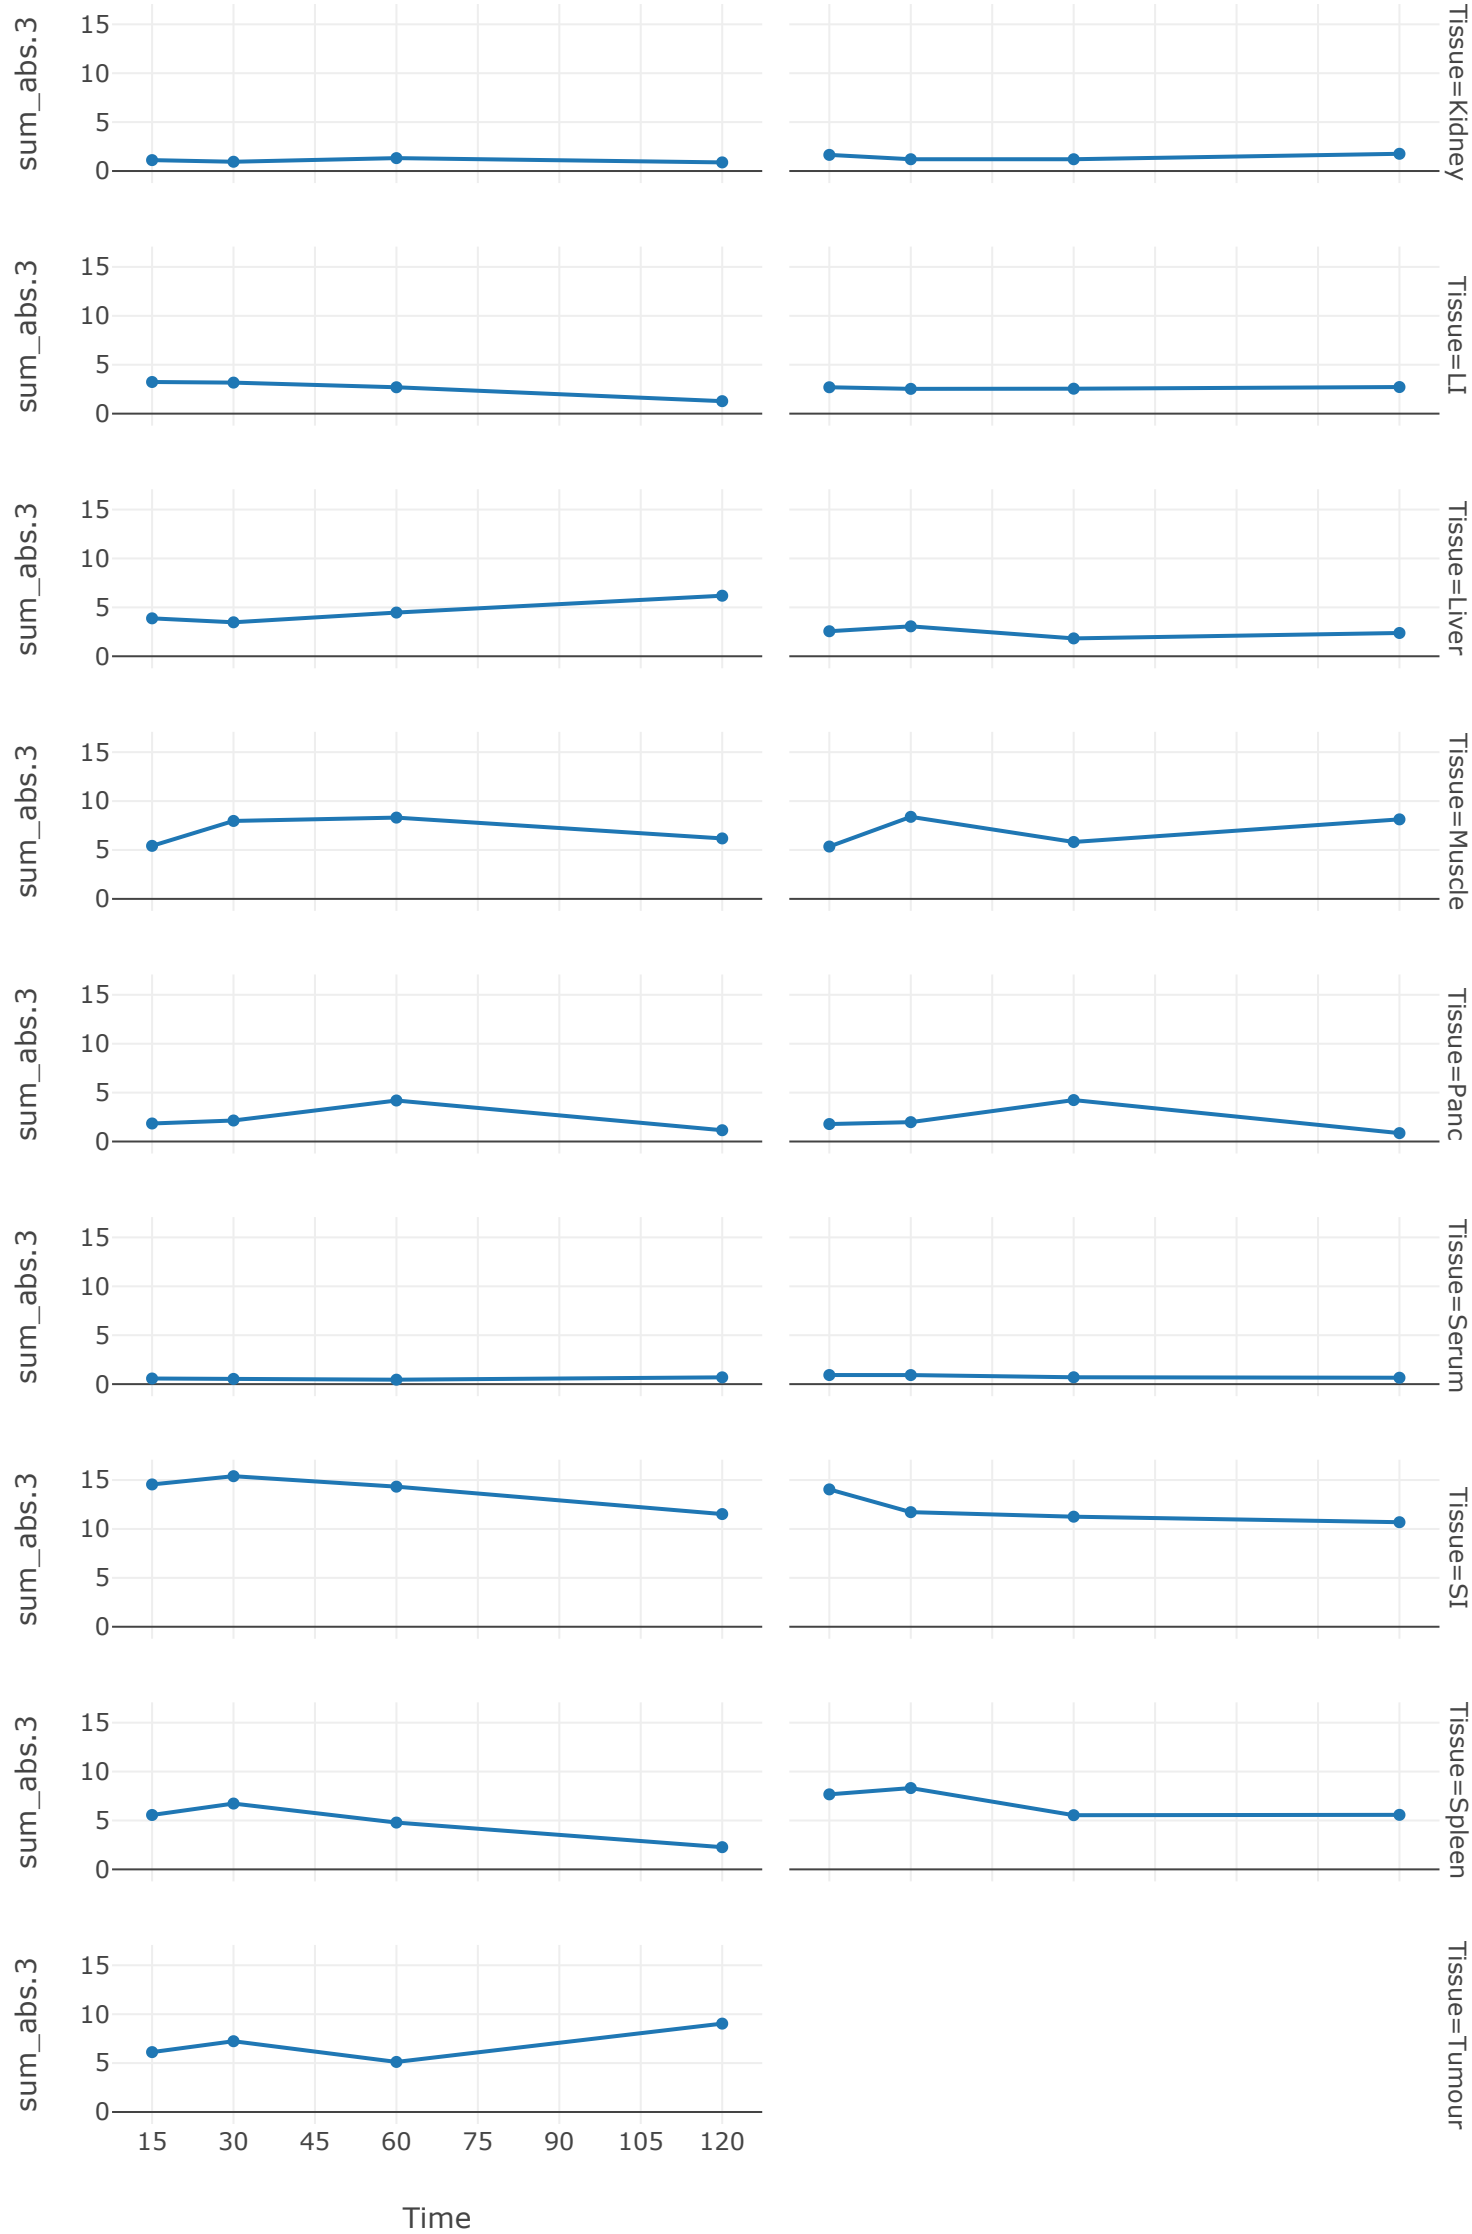 sum_abs.3
15
10
5
0
Tissue=Kidney
sum_abs.3
15
10
5
0
Tissue=LI
sum_abs.3
15
10
5
0
Tissue=Liver
sum_abs.3
15
10
5
0
Tissue=Muscle
sum_abs.3
15
10
5
0
Tissue=Panc
sum_abs.3
15
10
5
0
Tissue=Serum
sum_abs.3
15
10
5
0
Tissue=SI
sum_abs.3
15
10
5
0
Tissue=Spleen
sum_abs.3
15
10
5
0
Tissue=Tumour
15 30 45 60 75 90 105 120
Time